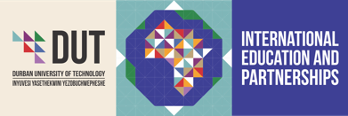 DUT
DURBAN UNIVERSITY OF TECHNOLOGY
INYUVESI YASETHEKWINI YEZOBUCHWEPHESHE
INTERNATIONAL
EDUCATION AND
PARTNERSHIPS